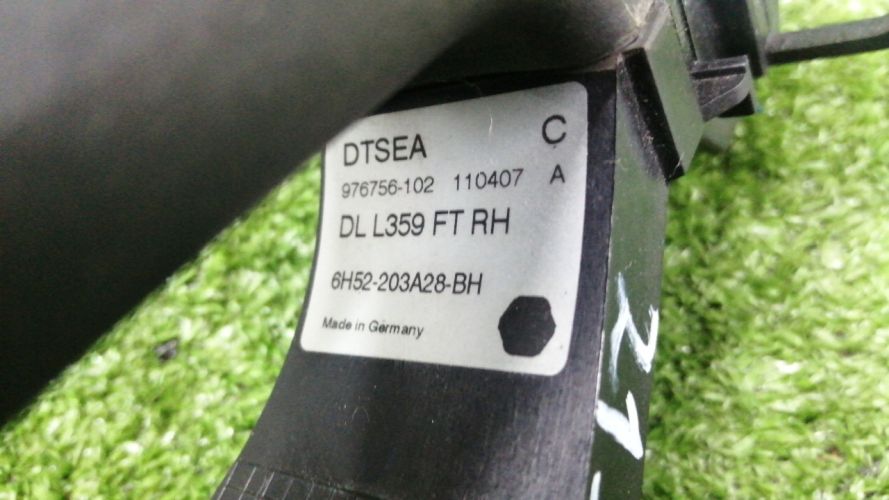 DTSEA C
976756-102 110407 A
DL L359 FT RH
6H52-203A28-BH
Made in Germany